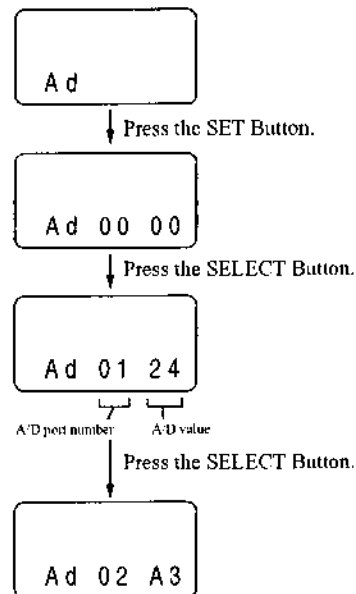 Ad
Press the SET Button.
Ad 00 00
Press the SELECT Button.
Ad 01 24
A/D port number A/D value
Press the SELECT Button.
Ad 02 A3